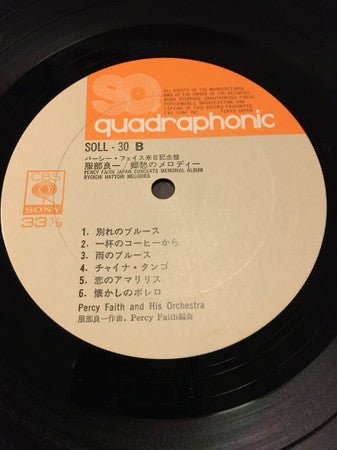 SQ
ALL RIGHTS OF THE MANUFACTURER
AND OF THE OWNER OF THE RECORDED
WORK RESERVED. UNAUTHORIZED PUBLIC
PERFORMANCE, BROADCASTING AND
COPYING OF THIS RECORD PROHIBITED
CBS SONY INC. TOKYO JAPAN
quadraphonic
SOLL-30 B
パーシー・フェイス来日記念盤
服部良一/郷愁のメロディー
PERCY FAITH JAPAN CONCERTS MEMORIAL ALBUM
RYOICHI HATTORI MELODIES
CBS
SONY
33⅓
1. 別れのブルース
2. 一杯のコーヒーから
3. 雨のブルース
4. チャイナ・タンゴ
5. 恋のアマリリス
6. 懐かしのボレロ
Percy Faith and His Orchestra
服部良一作曲, Percy Faith編曲